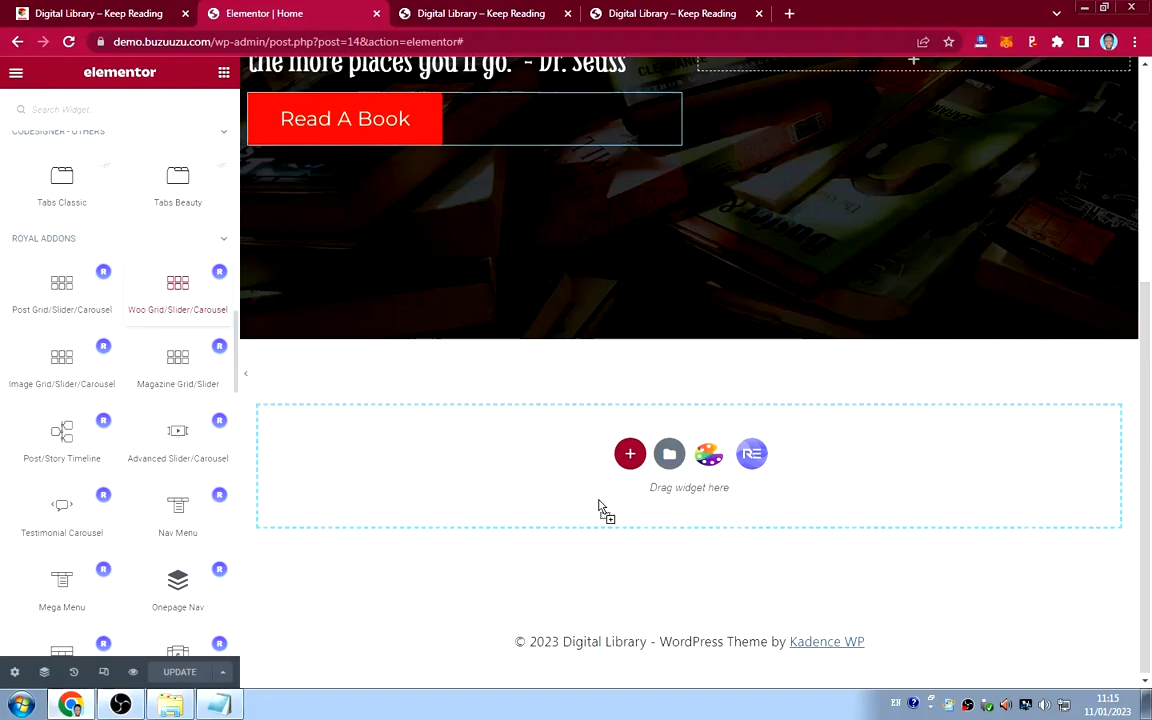 Digital Library – Keep Reading
Elementor | Home
Digital Library – Keep Reading
Digital Library – Keep Reading
demo.buzuuzu.com/wp-admin/post.php?post=14&action=elementor#
elementor
Search Widget
CODESIGNER - OTHERS
Tabs Classic
Tabs Beauty
ROYAL ADDONS
Post Grid/Slider/Carousel
Woo Grid/Slider/Carousel
Image Grid/Slider/Carousel
Magazine Grid/Slider
Post/Story Timeline
Advanced Slider/Carousel
Testimonial Carousel
Nav Menu
Mega Menu
Onepage Nav
UPDATE
the more places you'll go." - Dr. Seuss
Read A Book
RE
Drag widget here
© 2023 Digital Library - WordPress Theme by Kadence WP
EN
11:15
11/01/2023